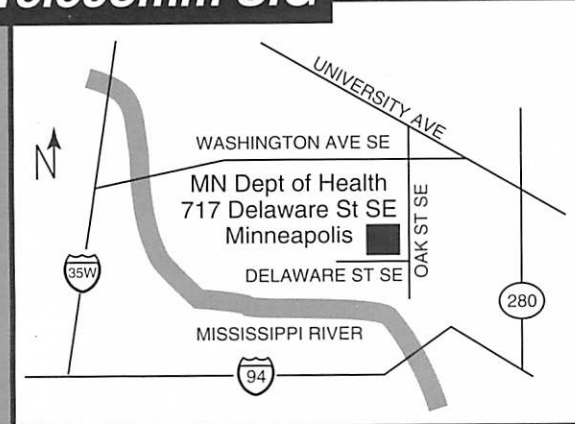 UNIVERSITY AVE
WASHINGTON AVE SE
N
MN Dept of Health
717 Delaware St SE
Minneapolis
OAK ST SE
35W
DELAWARE ST SE
280
MISSISSIPPI RIVER
94